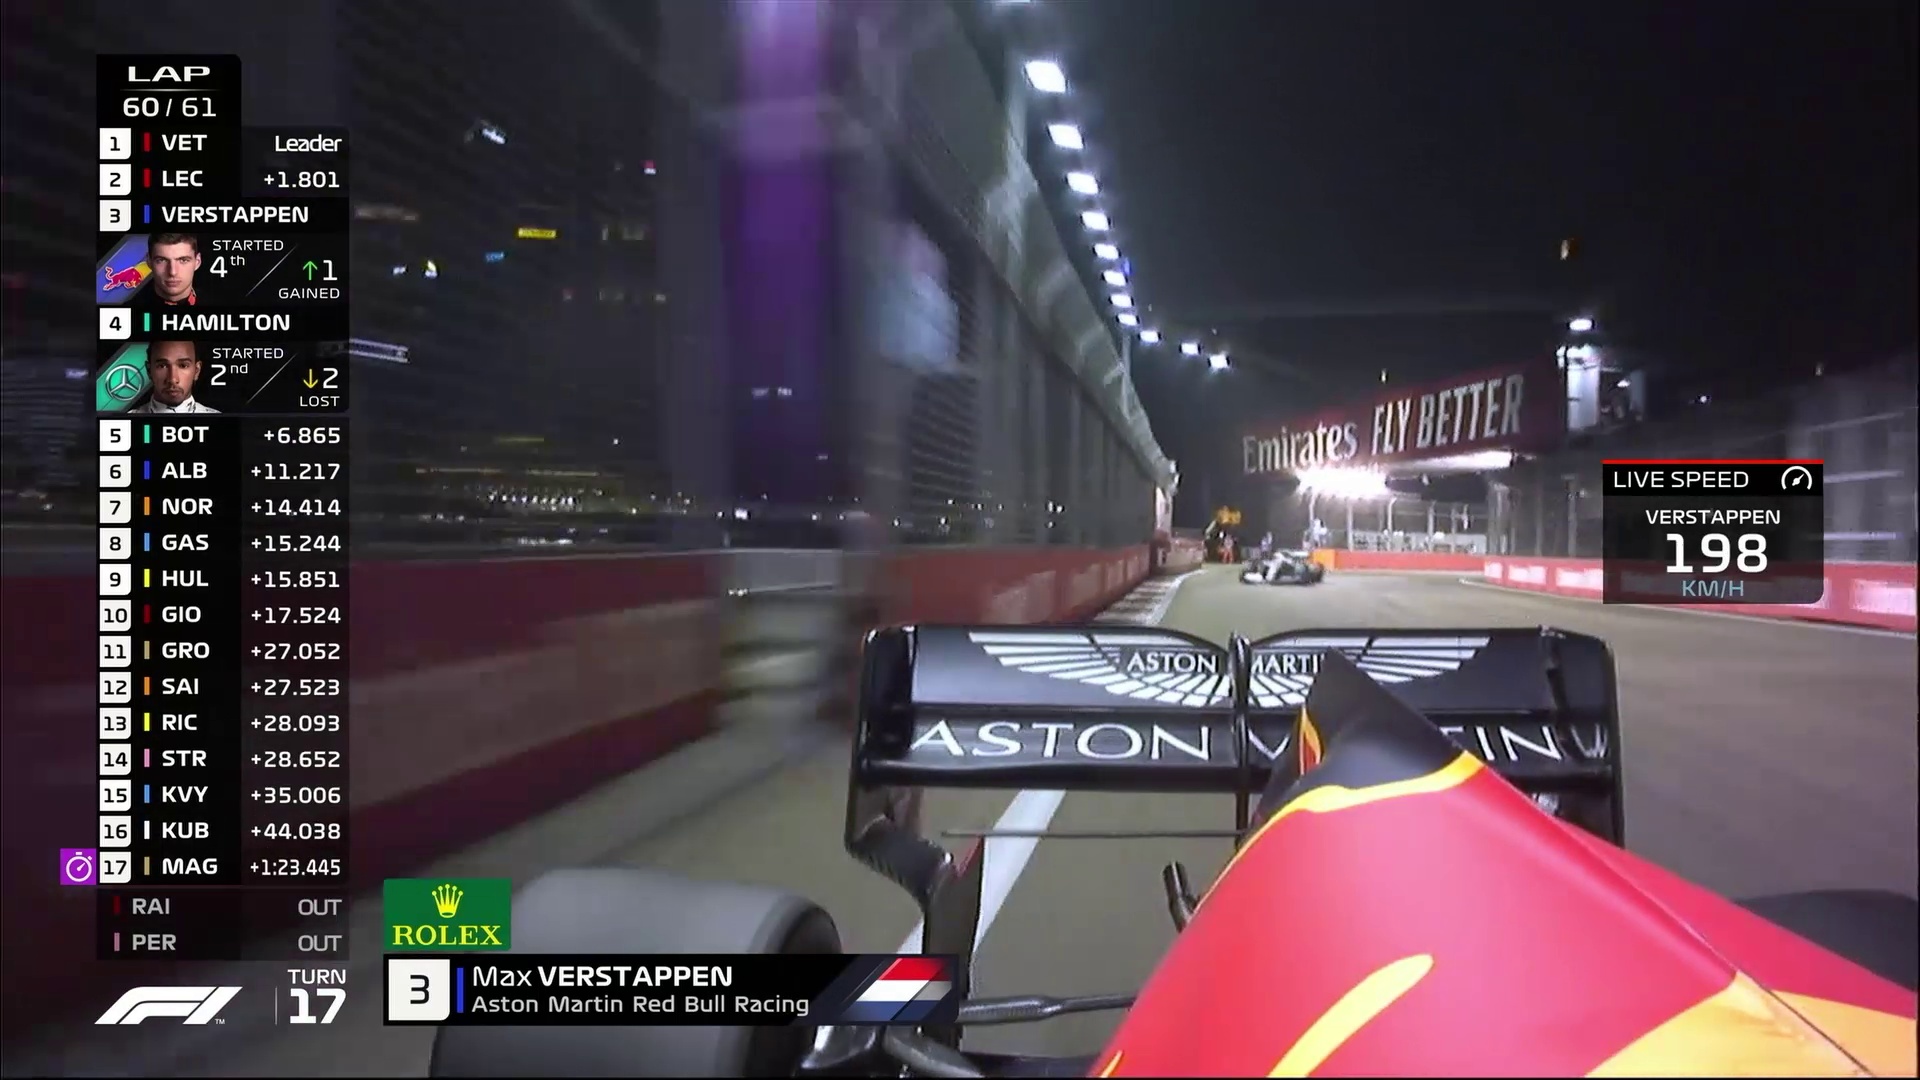 LAP
60 / 61
1 VET Leader
2 LEC +1.801
3 VERSTAPPEN
STARTED
4th ↑1
GAINED
4 HAMILTON
STARTED
2nd ↓2
LOST
5 BOT +6.865
6 ALB +11.217
7 NOR +14.414
8 GAS +15.244
9 HUL +15.851
10 GIO +17.524
11 GRO +27.052
12 SAI +27.523
13 RIC +28.093
14 STR +28.652
15 KVY +35.006
16 KUB +44.038
17 MAG +1:23.445
RAI OUT
PER OUT
F1 TM
TURN
17
ROLEX
3 Max VERSTAPPEN
Aston Martin Red Bull Racing
Emirates FLY BETTER
LIVE SPEED
VERSTAPPEN
198
KM/H
ASTON MARTI
ASTON M TIN